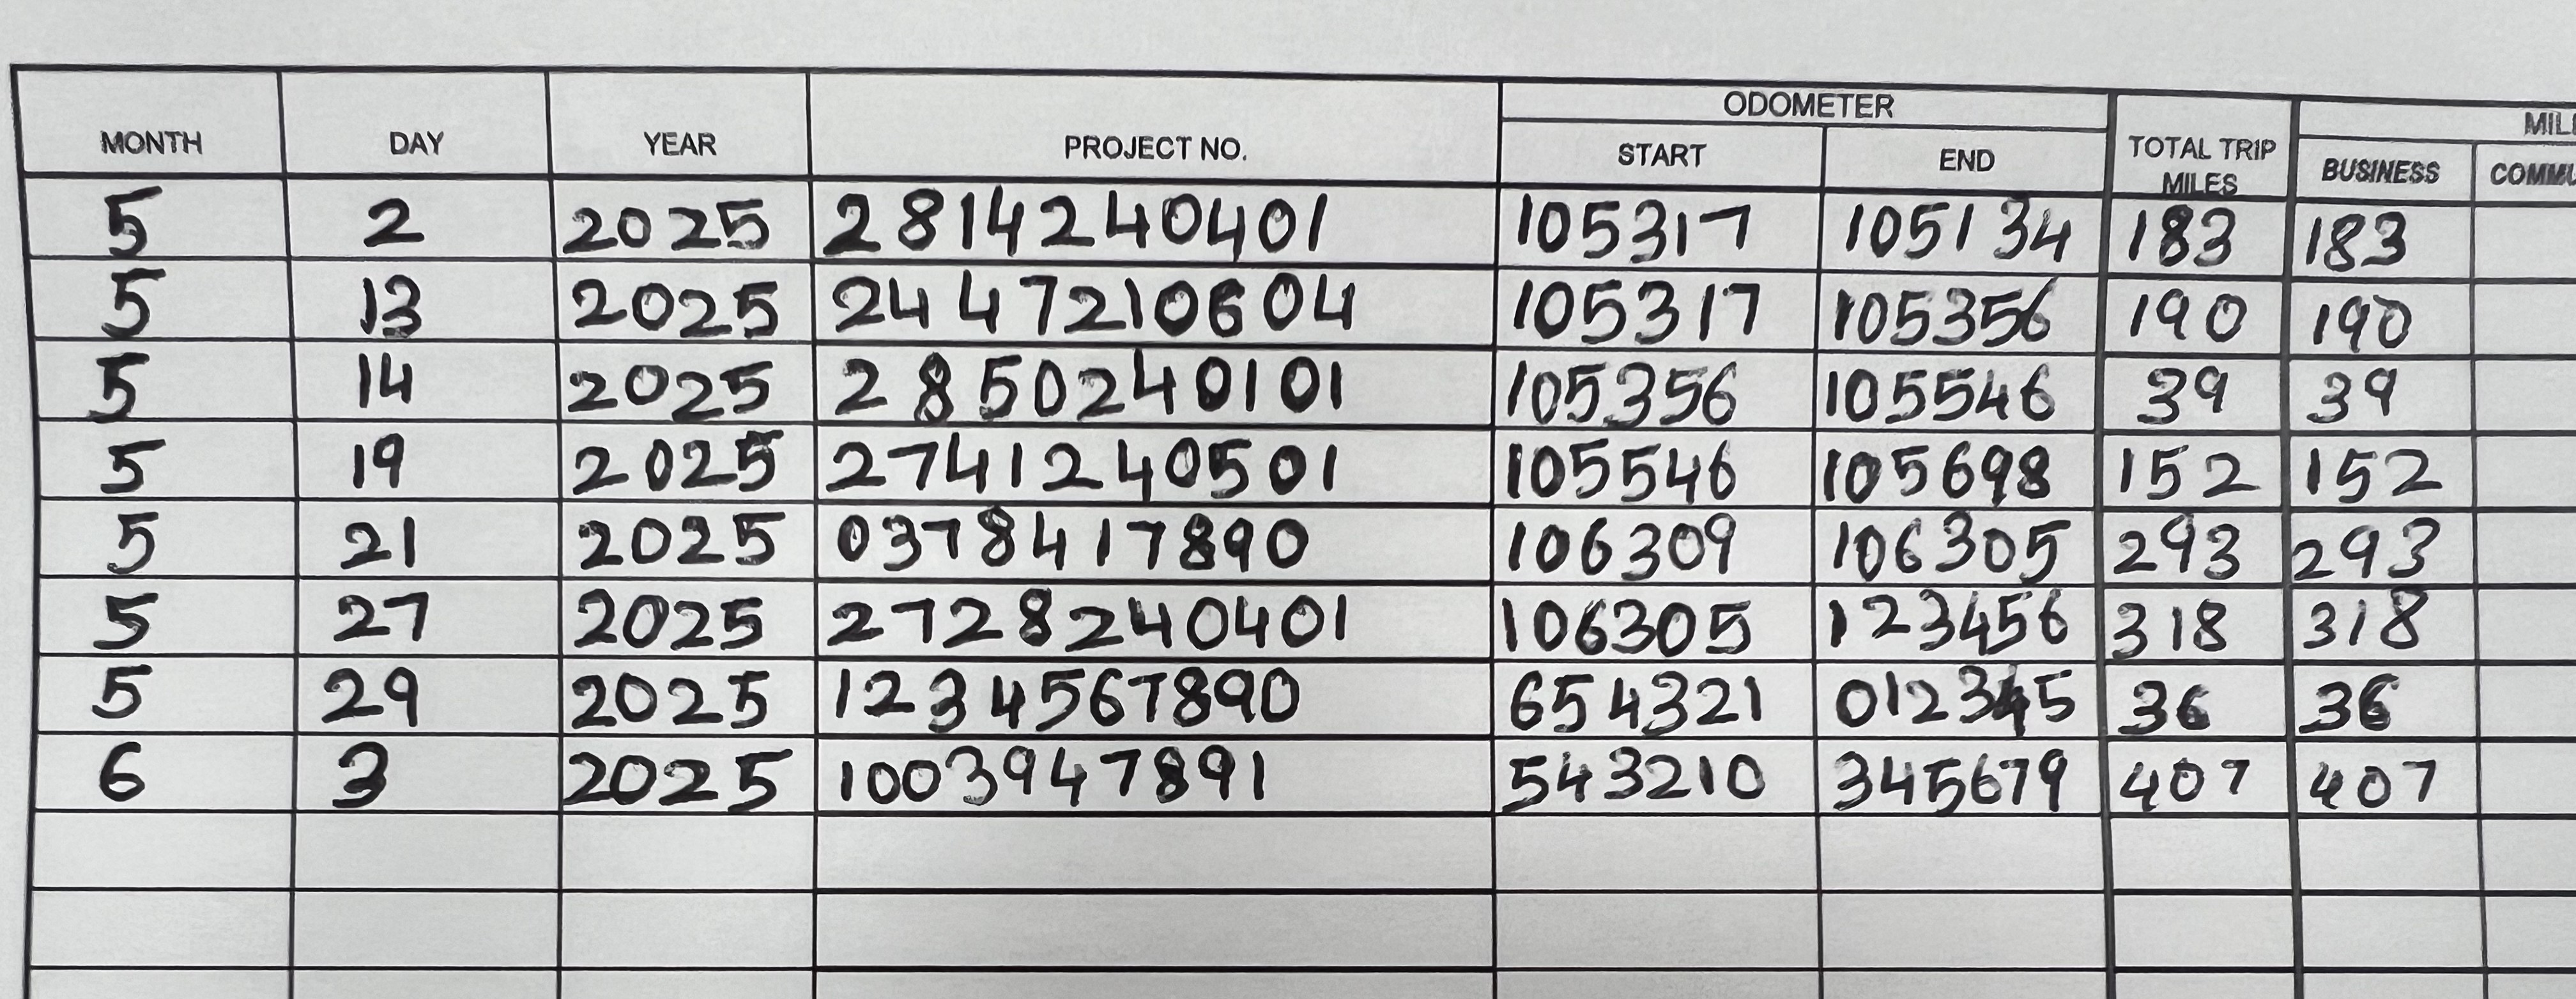 ODOMETER MIL
MONTH DAY YEAR PROJECT NO. START END TOTAL TRIP MILES BUSINESS COMMU
5 2 2025 2814240401 105317 105134 183 183
5 13 2025 2447210604 105317 105356 190 190
5 14 2025 2850240101 105356 105546 39 39
5 19 2025 2741240501 105546 105698 152 152
5 21 2025 0378417890 106309 106305 293 293
5 27 2025 2728240401 106305 123456 318 318
5 29 2025 1234567890 654321 012345 36 36
6 3 2025 1003947891 543210 345679 407 407